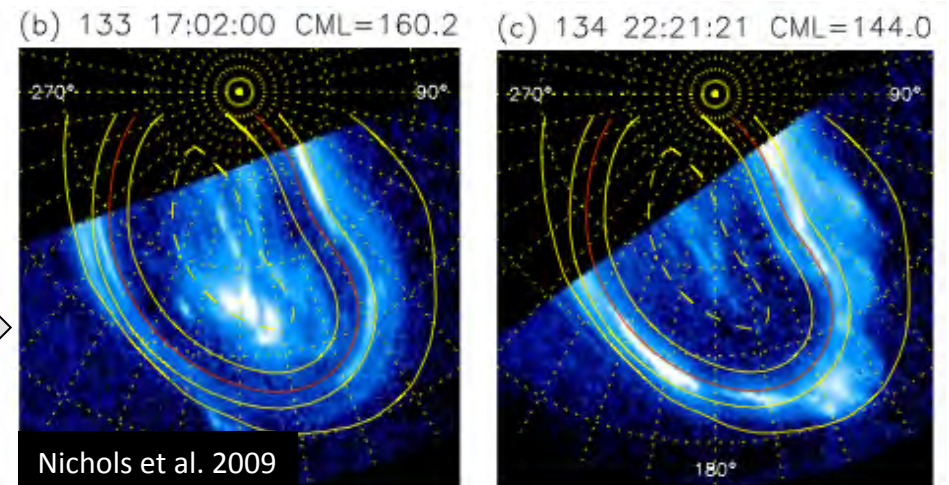 (b) 133 17:02:00 CML=160.2
(c) 134 22:21:21 CML=144.0
270°
90°
270°
90°
180°
Nichols et al. 2009